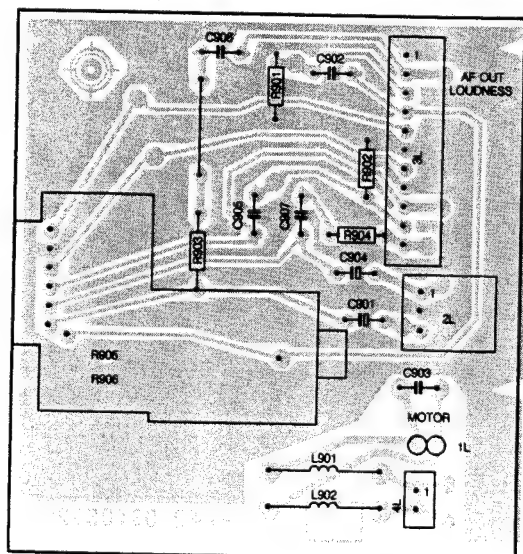 C906
C902
1
AF OUT
LOUDNESS
R901
3L
R902
C905
C907
R904
R903
C904
1
C901
2L
R905
R906
C903
MOTOR
1L
L901
L902
1
4L